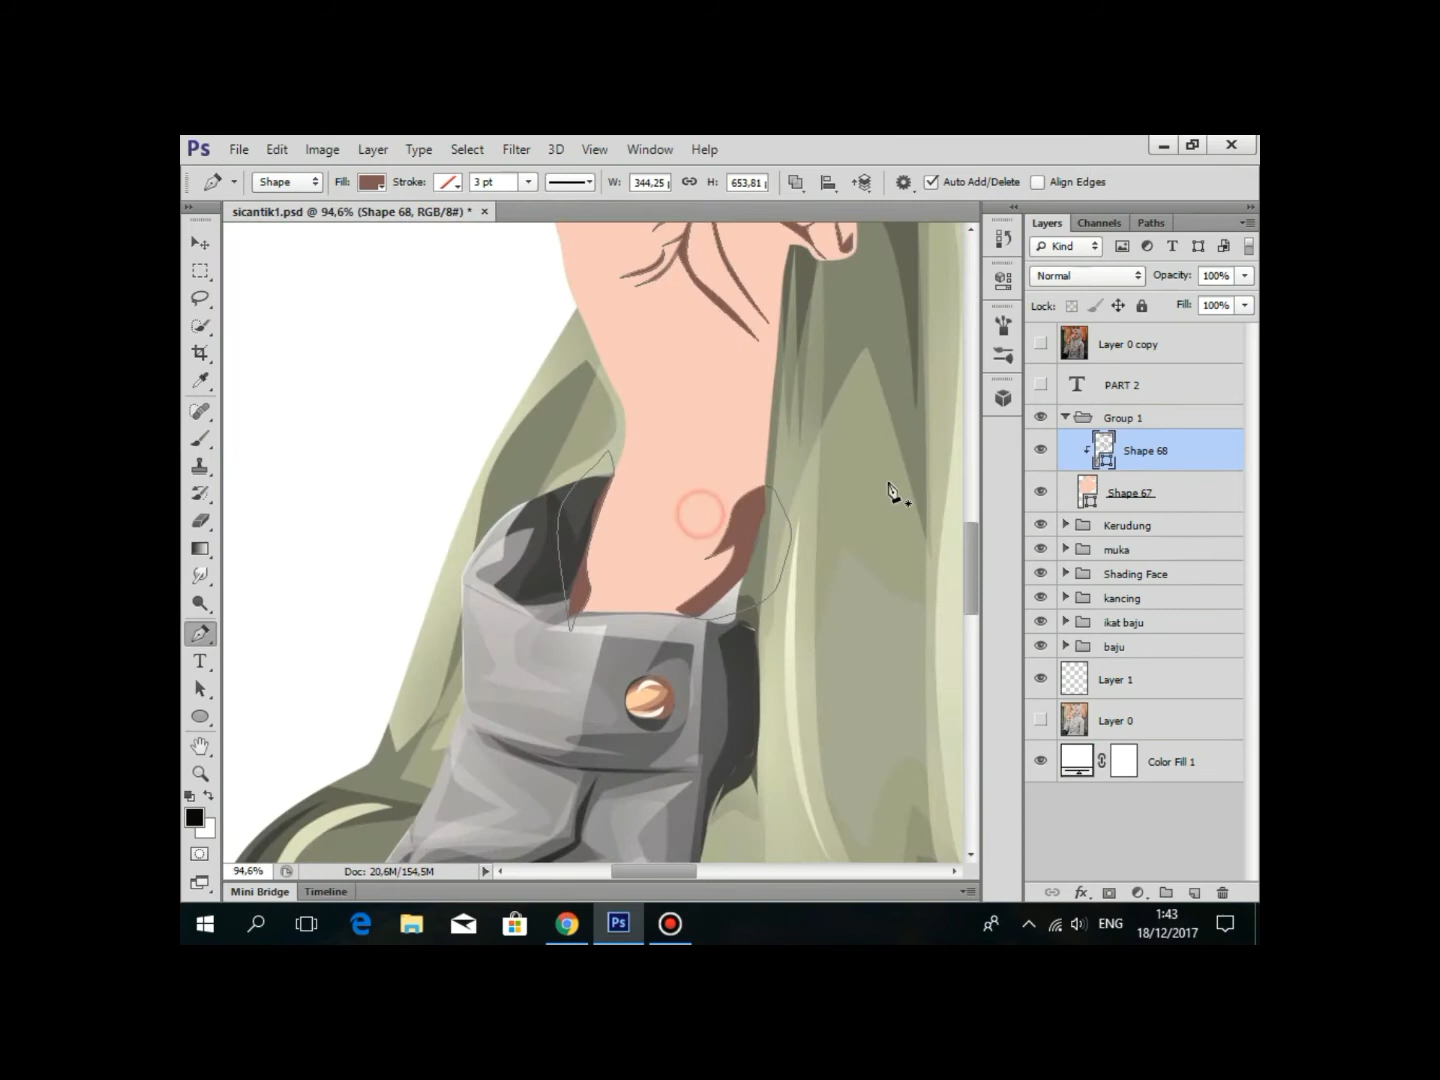 Ps File Edit Image Layer Type Select Filter 3D View Window Help
Shape Fill: Stroke: 3 pt W: 344,25 H: 653,81 Auto Add/Delete Align Edges
sicantik1.psd @ 94,6% (Shape 68, RGB/8#) * ×
Layers Channels Paths
Kind
Normal Opacity: 100%
Lock: Fill: 100%
Layer 0 copy
PART 2
Group 1
Shape 68
Shape 67
Kerudung
muka
Shading Face
kancing
ikat baju
baju
Layer 1
Layer 0
Color Fill 1
94,6% Doc: 20,6M/154,5M
Mini Bridge Timeline
Ps ENG 1:43
18/12/2017